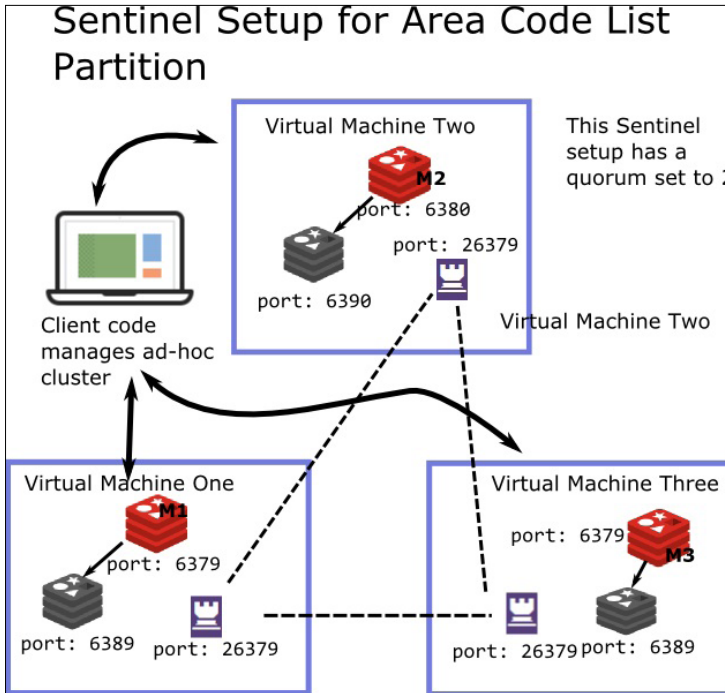 Sentinel Setup for Area Code List
Partition
Virtual Machine Two
This Sentinel
setup has a
quorum set to 2
M2
port: 6380
port: 26379
port: 6390
Virtual Machine Two
Client code
manages ad-hoc
cluster
Virtual Machine One
M1
port: 6379
port: 6389
port: 26379
Virtual Machine Three
port: 6379
M3
port: 26379
port: 6389